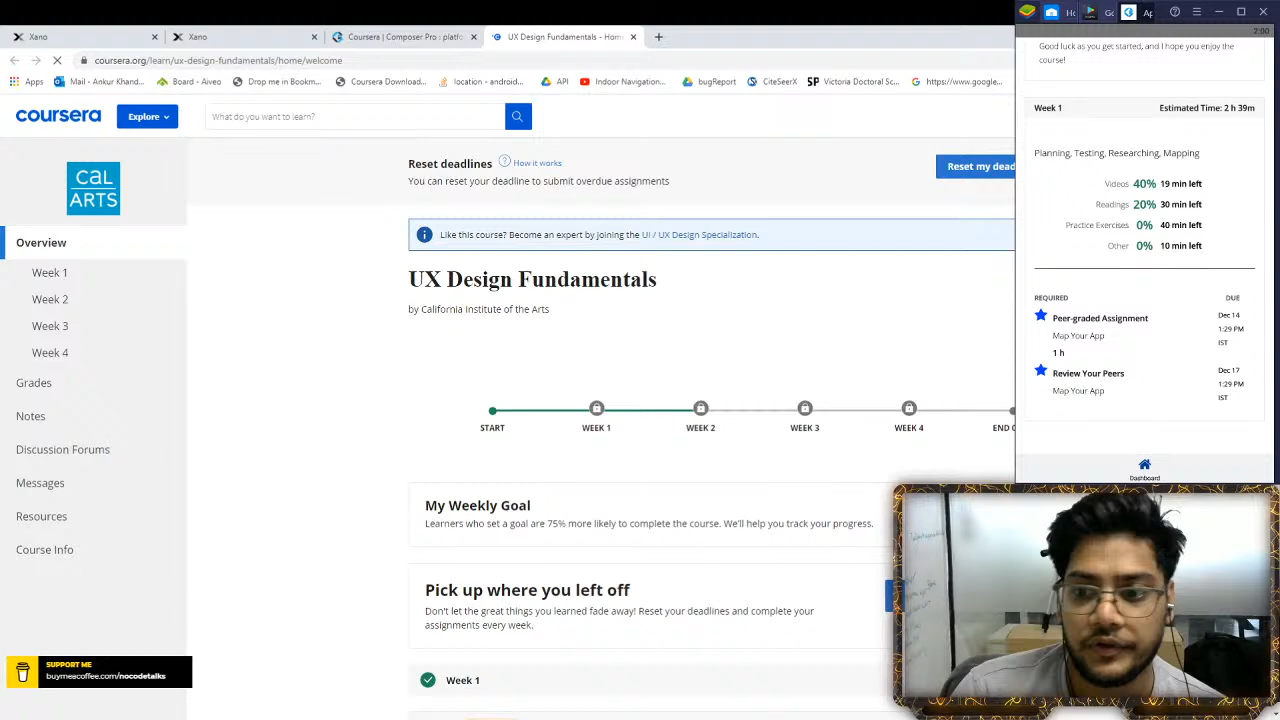 Xano
Xano
Coursera | Composer Pro : platfo
UX Design Fundamentals - Hom
coursera.org/learn/ux-design-fundamentals/home/welcome
Apps
Mail - Ankur Khand...
Board - Aiveo
Drop me in Bookm...
Coursera Download...
location - android...
API
Indoor Navigation...
bugReport
CiteSeerX
SP Victoria Doctoral Sc...
https://www.google...
coursera
Explore
What do you want to learn?
CAL ARTS
Overview
Week 1
Week 2
Week 3
Week 4
Grades
Notes
Discussion Forums
Messages
Resources
Course Info
Reset deadlines
? How it works
You can reset your deadline to submit overdue assignments
Reset my dead
Like this course? Become an expert by joining the UI / UX Design Specialization.
UX Design Fundamentals
by California Institute of the Arts
START
WEEK 1
WEEK 2
WEEK 3
WEEK 4
END O
My Weekly Goal
Learners who set a goal are 75% more likely to complete the course. We'll help you track your progress.
Pick up where you left off
Don't let the great things you learned fade away! Reset your deadlines and complete your
assignments every week.
Week 1
Ho
Go
Ap
2:00
Good luck as you get started, and I hope you enjoy the
course!
Week 1
Estimated Time: 2 h 39m
Planning, Testing, Researching, Mapping
Videos 40% 19 min left
Readings 20% 30 min left
Practice Exercises 0% 40 min left
Other 0% 10 min left
REQUIRED
DUE
Peer-graded Assignment
Map Your App
1 h
Dec 14
1:29 PM
IST
Review Your Peers
Map Your App
Dec 17
1:29 PM
IST
Dashboard
SUPPORT ME
buymeacoffee.com/nocodetalks